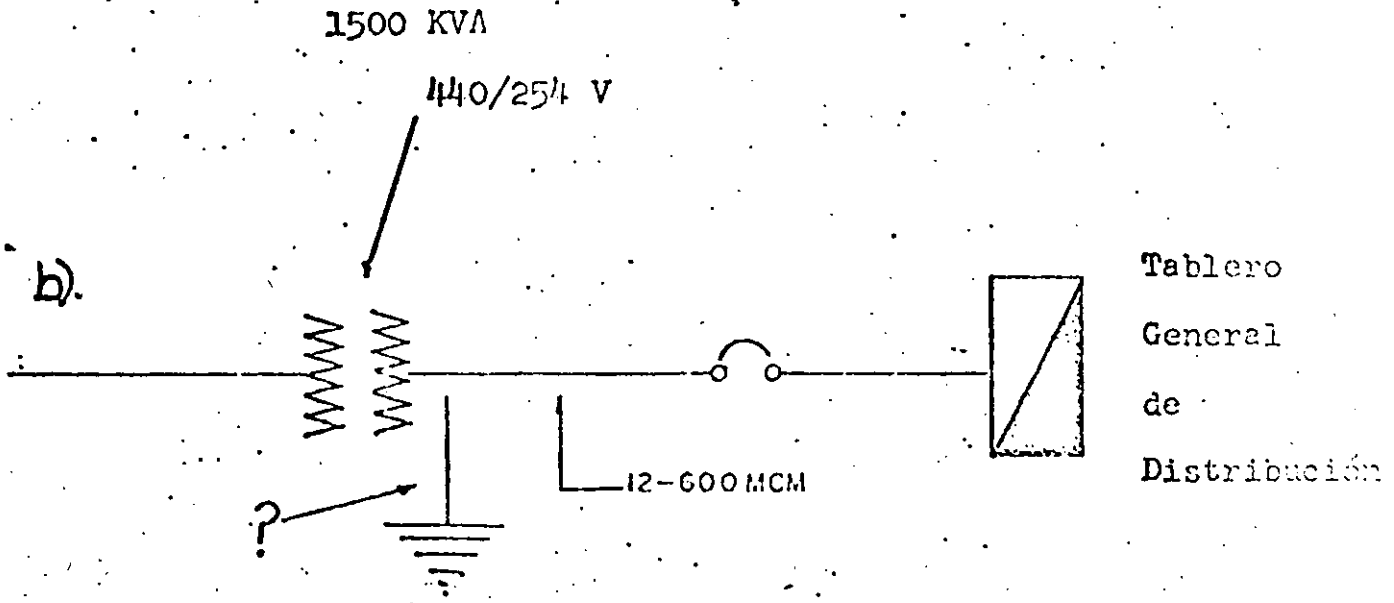 1500 KVA
440/254 V
b).
Tablero
General
de
Distribución
12-600 MCM
?